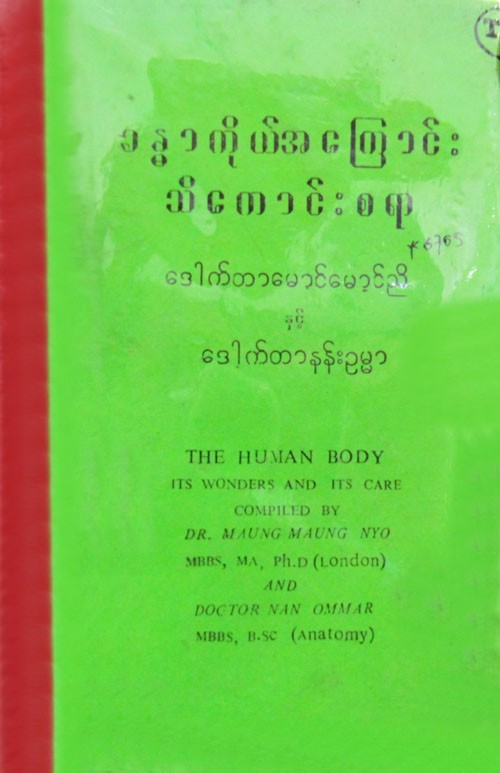 T
ခန္ဓာကိုယ်အကြောင်း
သိကောင်းစရာ
ဒေါက်တာမောင်မောင်ညို
နှင့်
ဒေါက်တာနန်းဥမ္မာ
THE HUMAN BODY
ITS WONDERS AND ITS CARE
COMPILED BY
DR. MAUNG MAUNG NYO
MBBS, MA, Ph.D (London)
AND
DOCTOR NAN OMMAR
MBBS, B.SC (Anatomy)